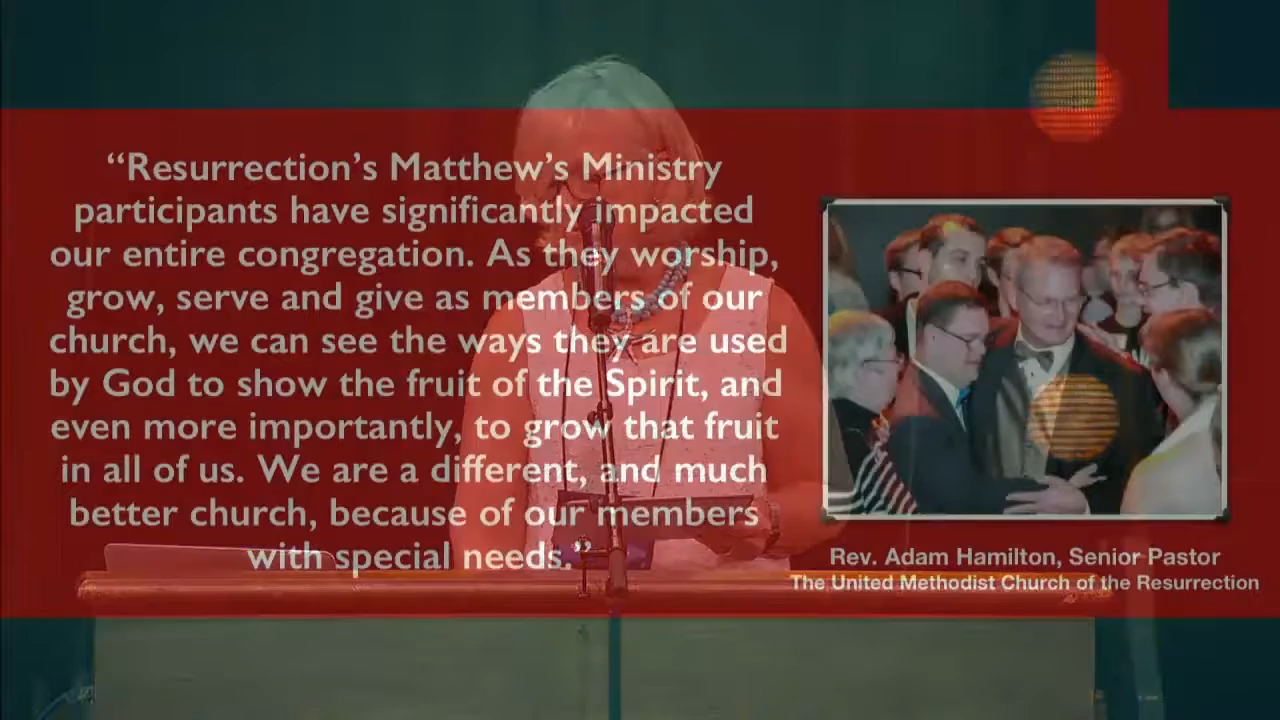 “Resurrection’s Matthew’s Ministry
participants have significantly impacted
our entire congregation. As they worship,
grow, serve and give as members of our
church, we can see the ways they are used
by God to show the fruit of the Spirit, and
even more importantly, to grow that fruit
in all of us. We are a different, and much
better church, because of our members
with special needs.”
Rev. Adam Hamilton, Senior Pastor
The United Methodist Church of the Resurrection